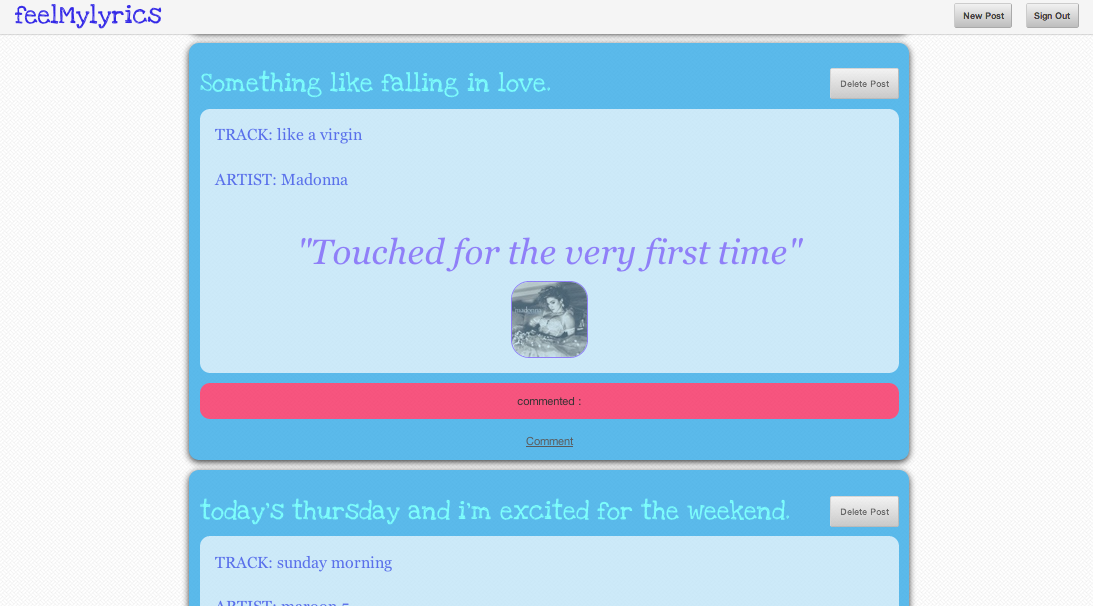 feelMylyrics
New Post
Sign Out
Something like falling in love.
Delete Post
TRACK: like a virgin
ARTIST: Madonna
"Touched for the very first time"
madonna
commented :
Comment
today's thursday and i'm excited for the weekend.
Delete Post
TRACK: sunday morning
ARTIST: maroon 5